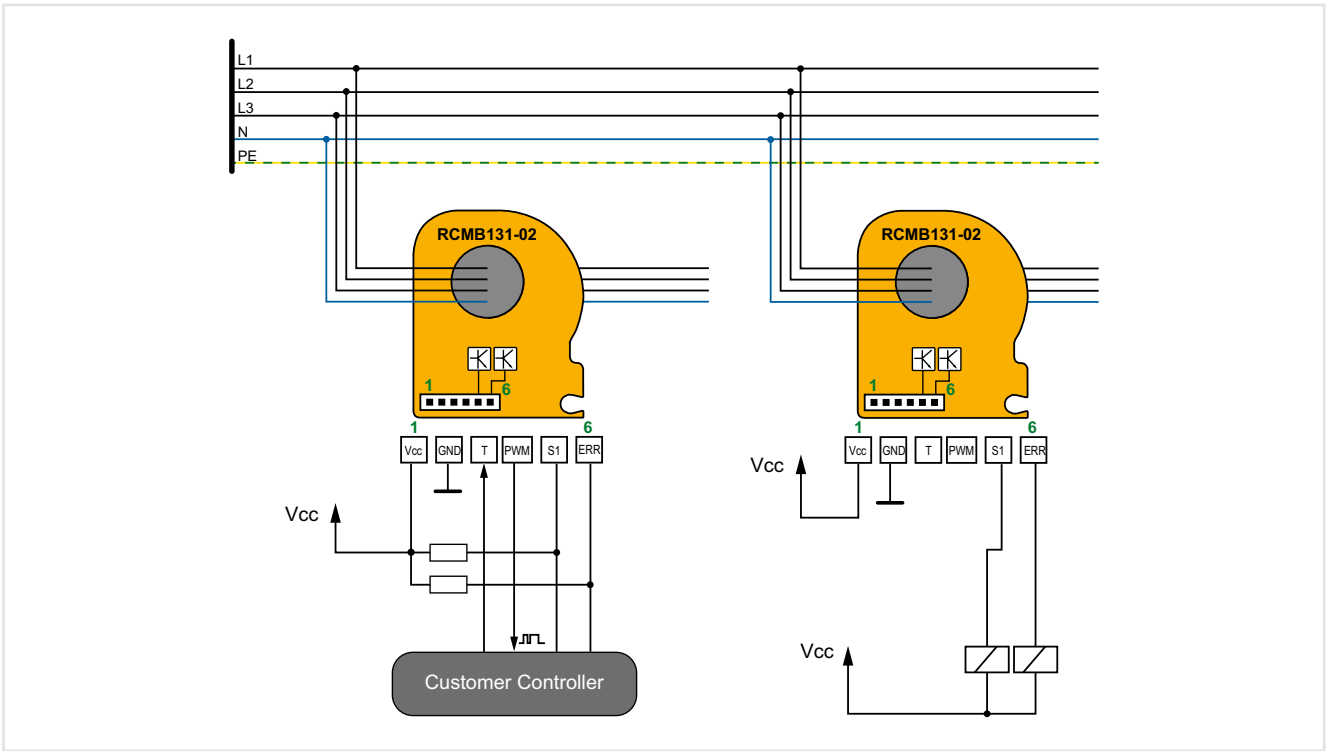 L1
L2
L3
N
PE
RCMB131-02
1
6
1
6
Vcc
GND
T
PWM
S1
ERR
Vcc
Customer Controller
RCMB131-02
1
6
1
6
Vcc
GND
T
PWM
S1
ERR
Vcc
Vcc